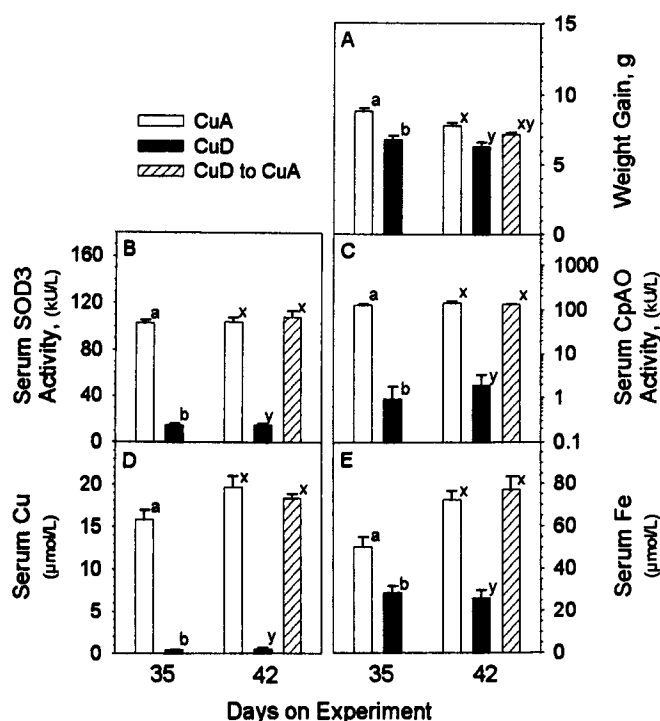 A
15
10
5
0
Weight Gain, g
a
b
x
y
xy
CuA
CuD
CuD to CuA
B
160
120
80
40
0
Serum SOD3
Activity, (kU/L)
a
b
x
y
x
C
1000
100
10
1
0.1
Serum CpAO
Activity (kU/L)
a
b
x
y
x
D
20
15
10
5
0
Serum Cu
(µmol/L)
a
b
x
y
x
E
80
60
40
20
0
Serum Fe
(µmol/L)
a
b
x
y
x
35 42
35 42
Days on Experiment